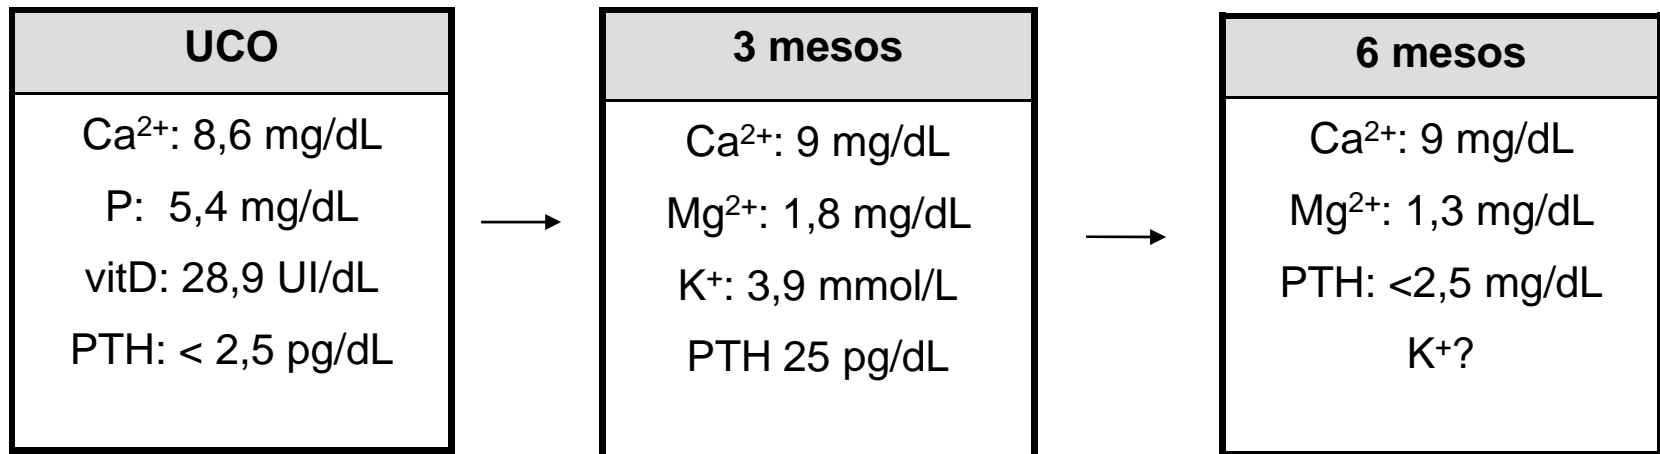 UCO
Ca²⁺: 8,6 mg/dL
P: 5,4 mg/dL
vitD: 28,9 UI/dL
PTH: < 2,5 pg/dL
3 mesos
Ca²⁺: 9 mg/dL
Mg²⁺: 1,8 mg/dL
K⁺: 3,9 mmol/L
PTH 25 pg/dL
6 mesos
Ca²⁺: 9 mg/dL
Mg²⁺: 1,3 mg/dL
PTH: <2,5 mg/dL
K⁺?